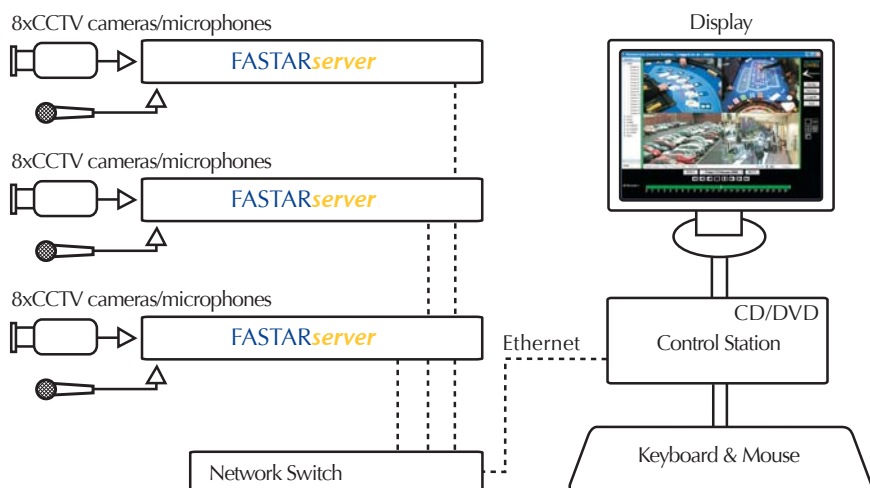 8xCCTV cameras/microphones
FASTARserver
8xCCTV cameras/microphones
FASTARserver
8xCCTV cameras/microphones
FASTARserver
Network Switch
Ethernet
Display
CD/DVD
Control Station
Keyboard & Mouse